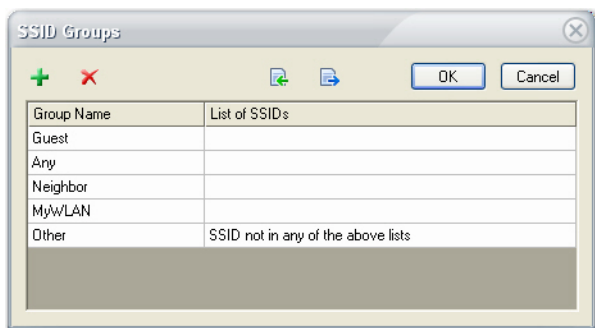 SSID Groups
OK Cancel
Group Name List of SSIDs
Guest
Any
Neighbor
MyWLAN
Other SSID not in any of the above lists